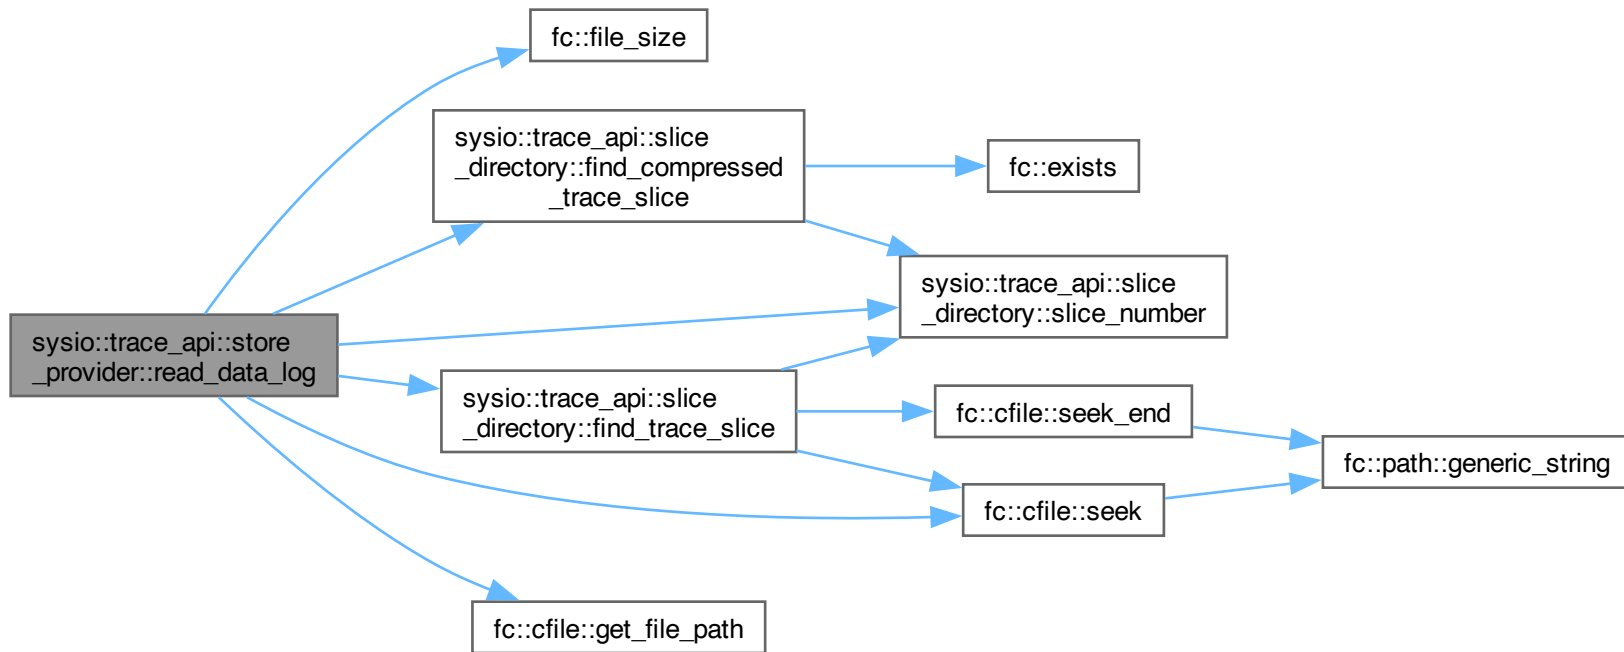 fc::file_size
sysio::trace_api::slice
_directory::find_compressed
_trace_slice
fc::exists
sysio::trace_api::slice
_directory::slice_number
sysio::trace_api::store
_provider::read_data_log
sysio::trace_api::slice
_directory::find_trace_slice
fc::cfile::seek_end
fc::path::generic_string
fc::cfile::seek
fc::cfile::get_file_path